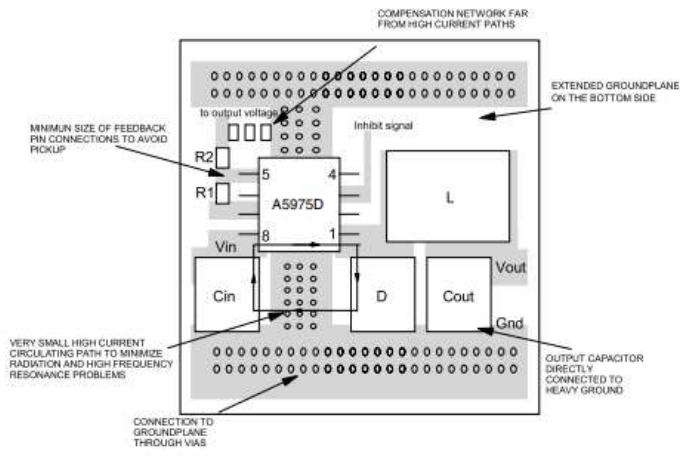 COMPENSATION NETWORK FAR
FROM HIGH CURRENT PATHS
EXTENDED GROUNDPLANE
ON THE BOTTOM SIDE
to output voltage
Inhibit signal
MINIMUN SIZE OF FEEDBACK
PIN CONNECTIONS TO AVOID
PICKUP
R2
R1
5
4
A5975D
8
1
L
Vin
Vout
Cin
D
Cout
Gnd
VERY SMALL HIGH CURRENT
CIRCULATING PATH TO MINIMIZE
RADIATION AND HIGH FREQUENCY
RESONANCE PROBLEMS
OUTPUT CAPACITOR
DIRECTLY
CONNECTED TO
HEAVY GROUND
CONNECTION TO
GROUNDPLANE
THROUGH VIAS